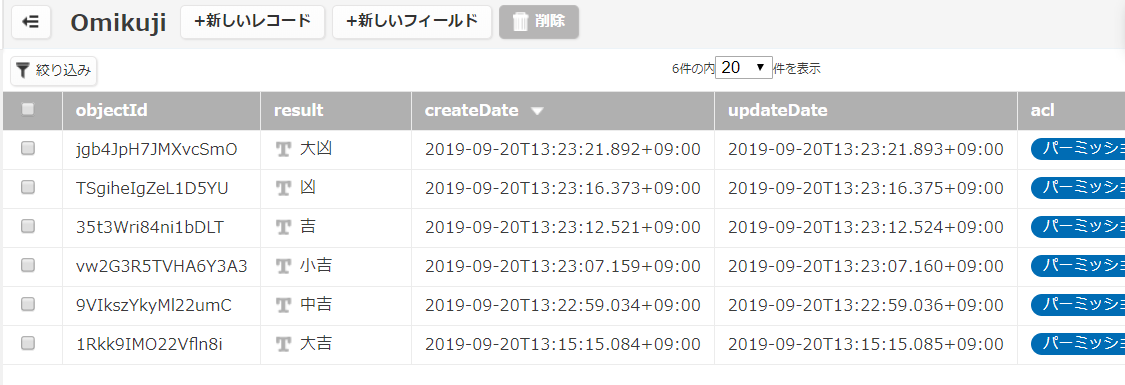 Omikuji +新しいレコード +新しいフィールド 削除
絞り込み 6件の内 20 件を表示
objectId result createDate updateDate acl
jgb4JpH7JMXvcSmO T 大凶 2019-09-20T13:23:21.892+09:00 2019-09-20T13:23:21.893+09:00 パーミッショ
TSgiheIgZeL1D5YU T 凶 2019-09-20T13:23:16.373+09:00 2019-09-20T13:23:16.375+09:00 パーミッショ
35t3Wri84ni1bDLT T 吉 2019-09-20T13:23:12.521+09:00 2019-09-20T13:23:12.524+09:00 パーミッショ
vw2G3R5TVHA6Y3A3 T 小吉 2019-09-20T13:23:07.159+09:00 2019-09-20T13:23:07.160+09:00 パーミッショ
9VIkszYkyMl22umC T 中吉 2019-09-20T13:22:59.034+09:00 2019-09-20T13:22:59.036+09:00 パーミッショ
1Rkk9IMO22Vfln8i T 大吉 2019-09-20T13:15:15.084+09:00 2019-09-20T13:15:15.085+09:00 パーミッショ